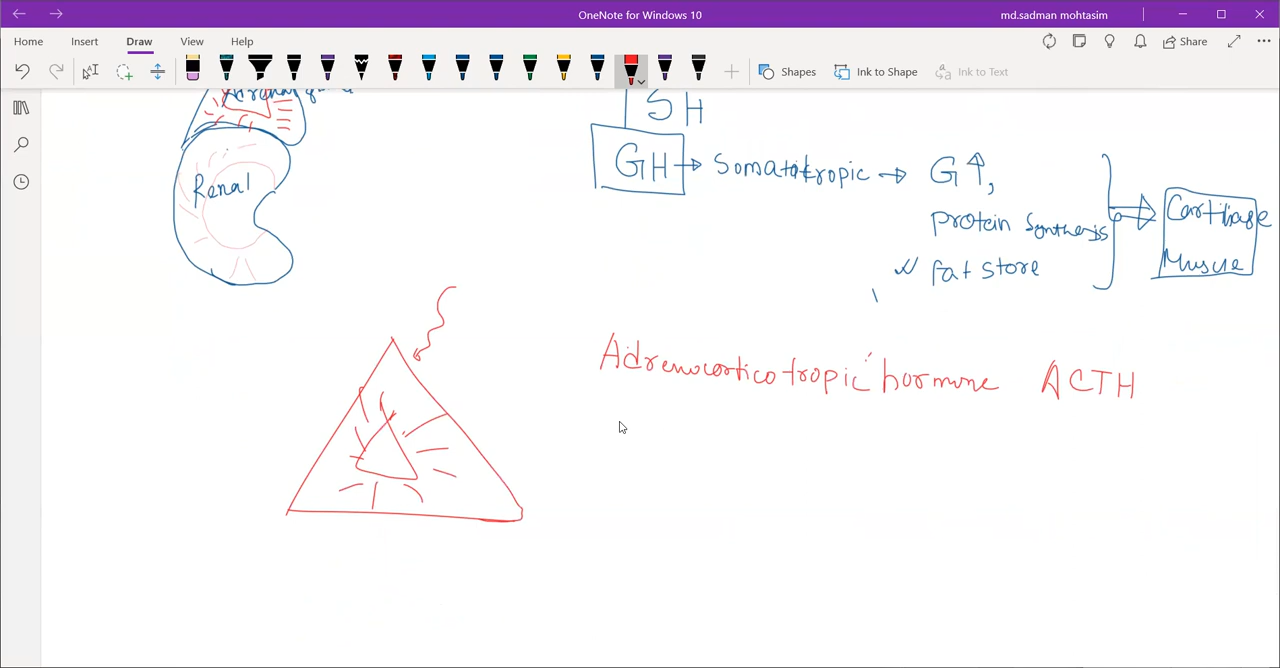 OneNote for Windows 10
md.sadman mohtasim
Home Insert Draw View Help
Share
Shapes
Ink to Shape
Ink to Text
Renal
TSH
GH → Somatotropic → G↑,
protein synthesis
fat store
Cartilage
Muscle
Adrenocorticotropic hormone ACTH